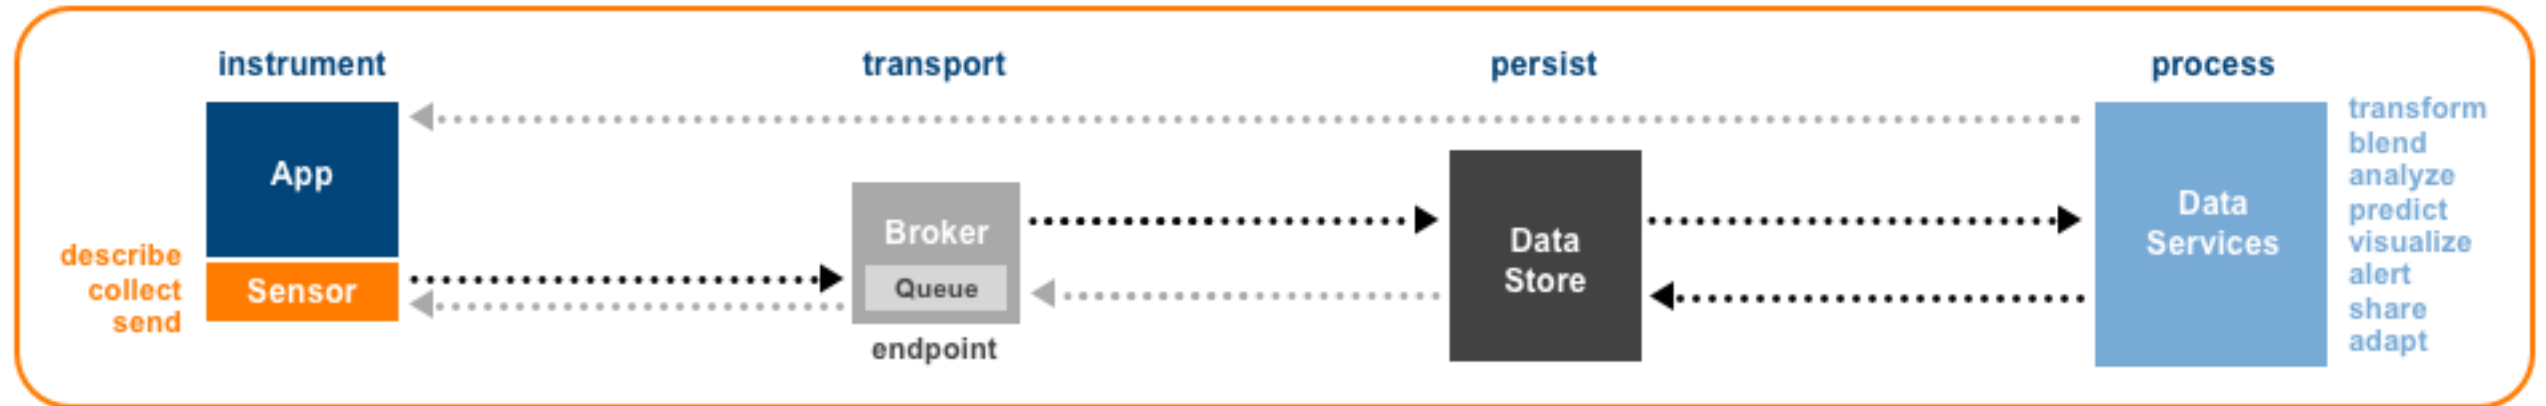 instrument
transport
persist
process
App
Sensor
describe
collect
send
Broker
Queue
endpoint
Data
Store
Data
Services
transform
blend
analyze
predict
visualize
alert
share
adapt